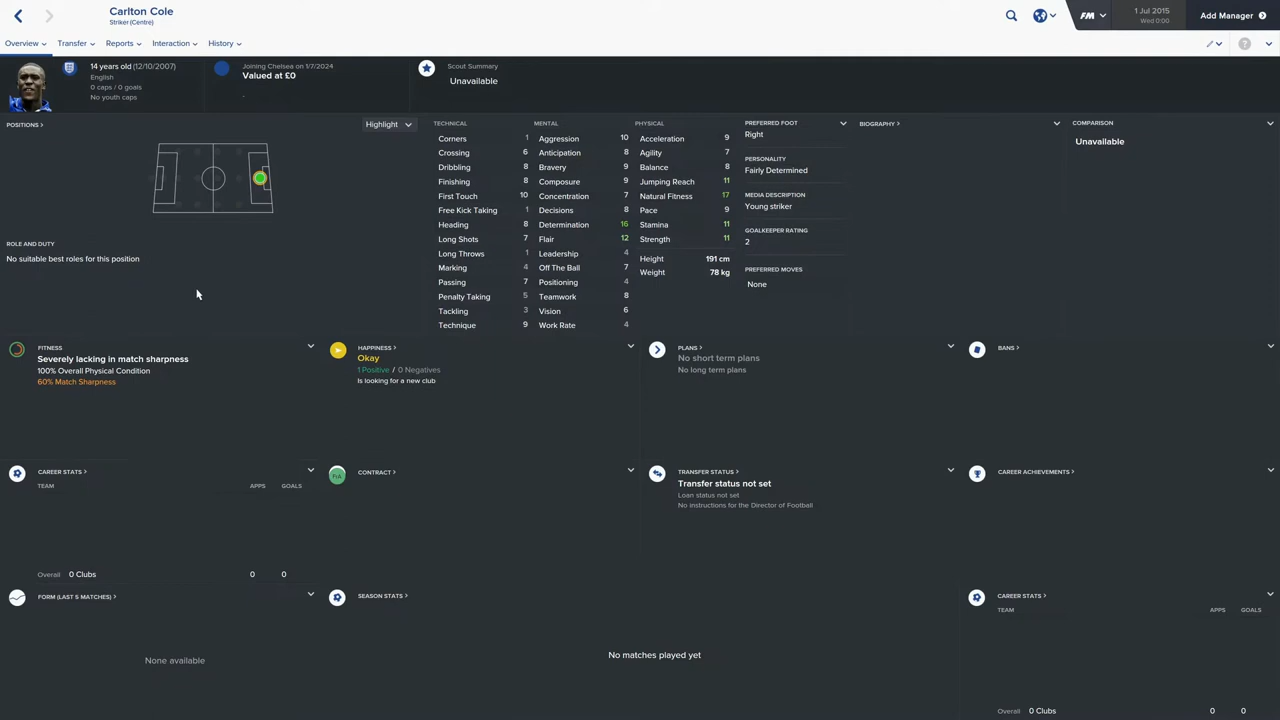 Carlton Cole
Striker (Centre)
FM
1 Jul 2015
Wed 0:00
Add Manager
Overview
Transfer
Reports
Interaction
History
?
14 years old (12/10/2007)
English
0 caps / 0 goals
No youth caps
Joining Chelsea on 1/7/2024
Valued at £0
-
Scout Summary
Unavailable
POSITIONS >
Highlight
ROLE AND DUTY
No suitable best roles for this position
TECHNICAL
Corners 1
Crossing 6
Dribbling 8
Finishing 8
First Touch 10
Free Kick Taking 1
Heading 8
Long Shots 7
Long Throws 1
Marking 4
Passing 7
Penalty Taking 5
Tackling 3
Technique 9
MENTAL
Aggression 10
Anticipation 8
Bravery 9
Composure 9
Concentration 7
Decisions 8
Determination 16
Flair 12
Leadership 4
Off The Ball 7
Positioning 4
Teamwork 8
Vision 6
Work Rate 4
PHYSICAL
Acceleration 9
Agility 7
Balance 8
Jumping Reach 11
Natural Fitness 17
Pace 9
Stamina 11
Strength 11
Height 191 cm
Weight 78 kg
PREFERRED FOOT
Right
PERSONALITY
Fairly Determined
MEDIA DESCRIPTION
Young striker
GOALKEEPER RATING
2
PREFERRED MOVES
None
BIOGRAPHY >
COMPARISON
Unavailable
FITNESS
Severely lacking in match sharpness
100% Overall Physical Condition
60% Match Sharpness
HAPPINESS >
Okay
1 Positive / 0 Negatives
Is looking for a new club
PLANS >
No short term plans
No long term plans
BANS >
CAREER STATS >
TEAM APPS GOALS
Overall 0 Clubs 0 0
FrA
CONTRACT >
TRANSFER STATUS >
Transfer status not set
Loan status not set
No instructions for the Director of Football
CAREER ACHIEVEMENTS >
FORM (LAST 5 MATCHES) >
None available
SEASON STATS >
No matches played yet
CAREER STATS >
TEAM APPS GOALS
Overall 0 Clubs 0 0